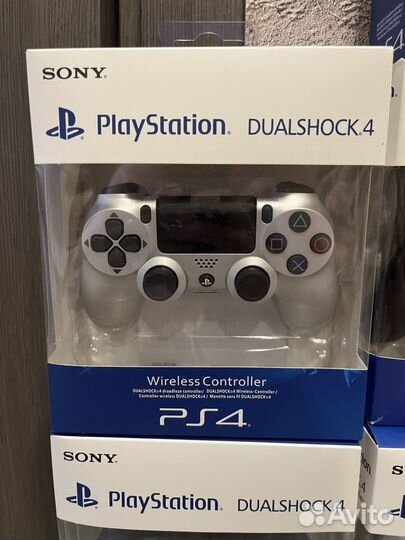 SONY
PlayStation® DUALSHOCK®4
Wireless Controller
DUALSHOCK®4 draadloze controller /
DUALSHOCK®4 Wireless-Controller /
Controller wireless DUALSHOCK®4 / Manette sans fil DUALSHOCK®4
PS4
SONY
PlayStation® DUALSHOCK®4
Avito